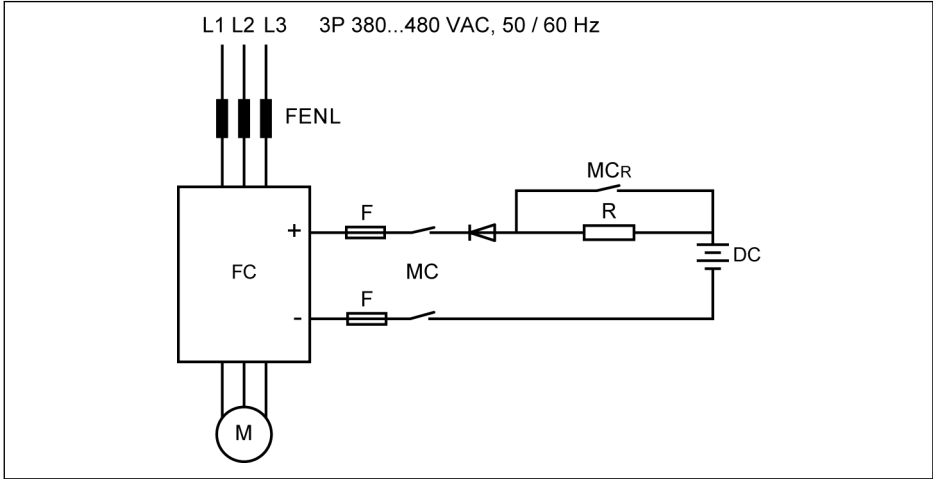 L1 L2 L3 3P 380...480 VAC, 50 / 60 Hz
FENL
MCR
F
R
+
DC
FC
MC
F
-
M